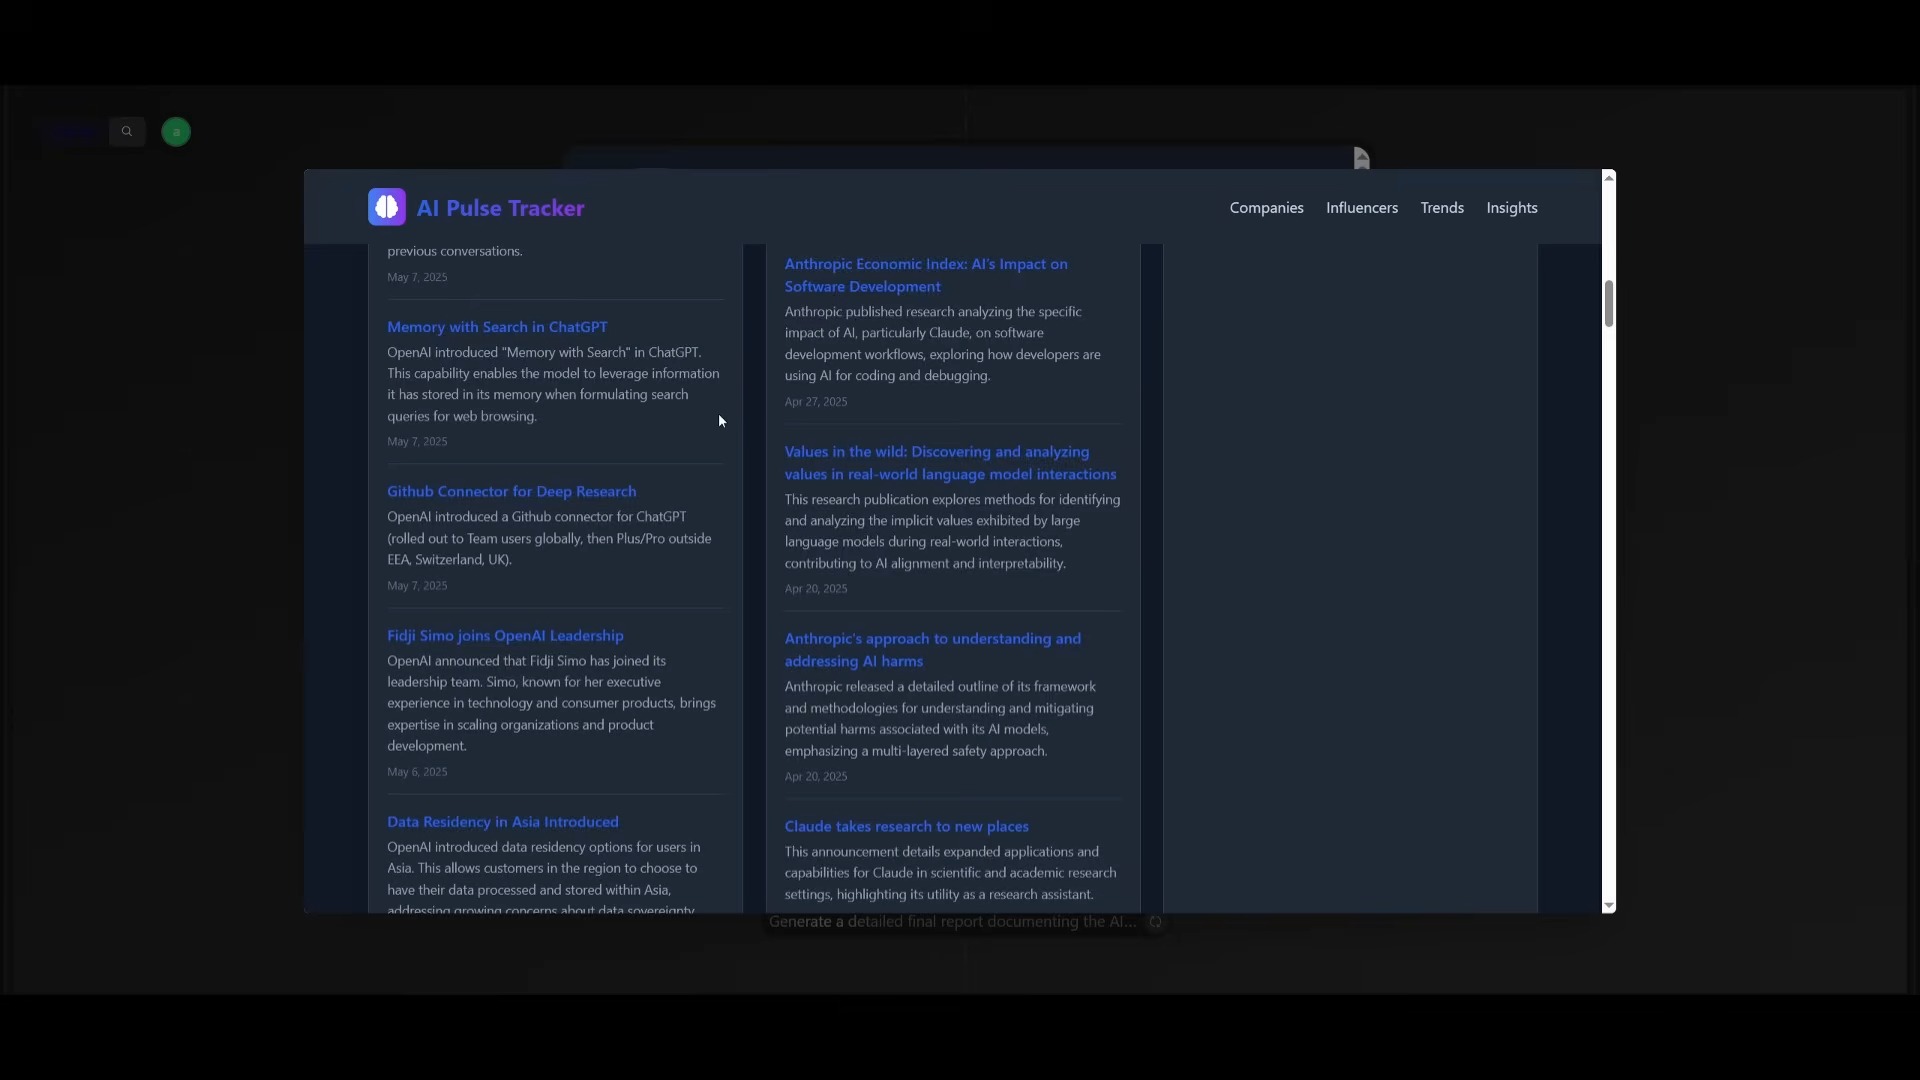 a
AI Pulse Tracker
Companies
Influencers
Trends
Insights
previous conversations.
May 7, 2025
Memory with Search in ChatGPT
OpenAI introduced "Memory with Search" in ChatGPT.
This capability enables the model to leverage information
it has stored in its memory when formulating search
queries for web browsing.
May 7, 2025
Github Connector for Deep Research
OpenAI introduced a Github connector for ChatGPT
(rolled out to Team users globally, then Plus/Pro outside
EEA, Switzerland, UK).
May 7, 2025
Fidji Simo joins OpenAI Leadership
OpenAI announced that Fidji Simo has joined its
leadership team. Simo, known for her executive
experience in technology and consumer products, brings
expertise in scaling organizations and product
development.
May 6, 2025
Data Residency in Asia Introduced
OpenAI introduced data residency options for users in
Asia. This allows customers in the region to choose to
have their data processed and stored within Asia,
addressing growing concerns about data sovereignty
Anthropic Economic Index: AI's Impact on
Software Development
Anthropic published research analyzing the specific
impact of AI, particularly Claude, on software
development workflows, exploring how developers are
using AI for coding and debugging.
Apr 27, 2025
Values in the wild: Discovering and analyzing
values in real-world language model interactions
This research publication explores methods for identifying
and analyzing the implicit values exhibited by large
language models during real-world interactions,
contributing to AI alignment and interpretability.
Apr 20, 2025
Anthropic's approach to understanding and
addressing AI harms
Anthropic released a detailed outline of its framework
and methodologies for understanding and mitigating
potential harms associated with its AI models,
emphasizing a multi-layered safety approach.
Apr 20, 2025
Claude takes research to new places
This announcement details expanded applications and
capabilities for Claude in scientific and academic research
settings, highlighting its utility as a research assistant.
Generate a detailed final report documenting the AI...